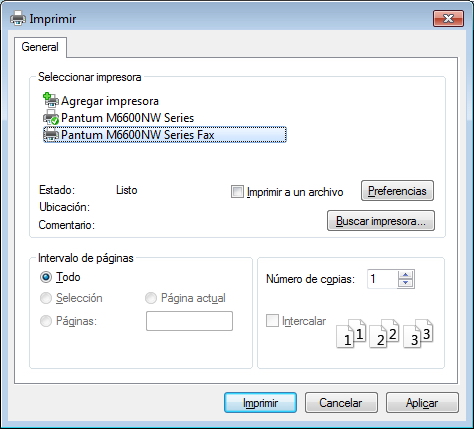 Imprimir
General
Seleccionar impresora
Agregar impresora
Pantum M6600NW Series
Pantum M6600NW Series Fax
Estado: Listo
Imprimir a un archivo
Preferencias
Ubicación:
Comentario:
Buscar impresora...
Intervalo de páginas
Todo
Selección
Página actual
Páginas:
Número de copias: 1
Intercalar
1 1 2 2 3 3
Imprimir
Cancelar
Aplicar